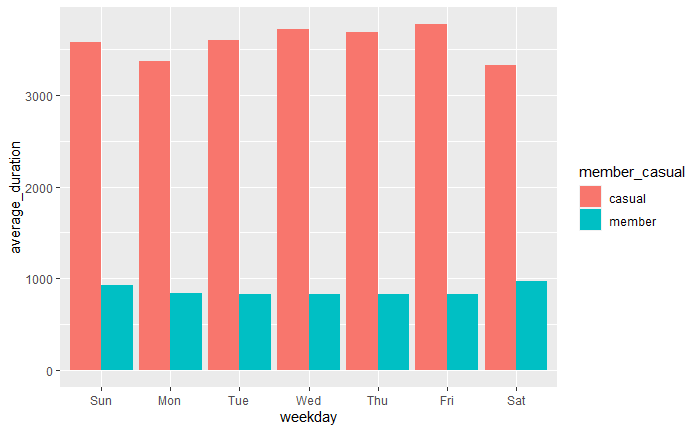 average_duration
3000
2000
1000
0
Sun Mon Tue Wed Thu Fri Sat
weekday
member_casual
casual
member